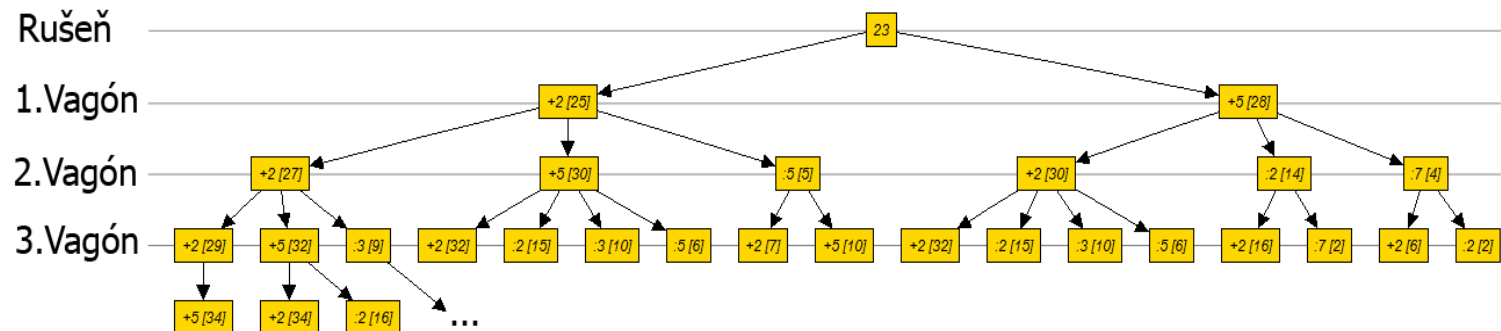 Rušeň 23
1.Vagón +2 [25] +5 [28]
2.Vagón +2 [27] +5 [30] :5 [5] +2 [30] :2 [14] :7 [4]
3.Vagón +2 [29] +5 [32] :3 [9] +2 [32] :2 [15] :3 [10] :5 [6] +2 [7] +5 [10] +2 [32] :2 [15] :3 [10] :5 [6] +2 [16] :7 [2] +2 [6] :2 [2]
+5 [34] +2 [34] :2 [16] ...